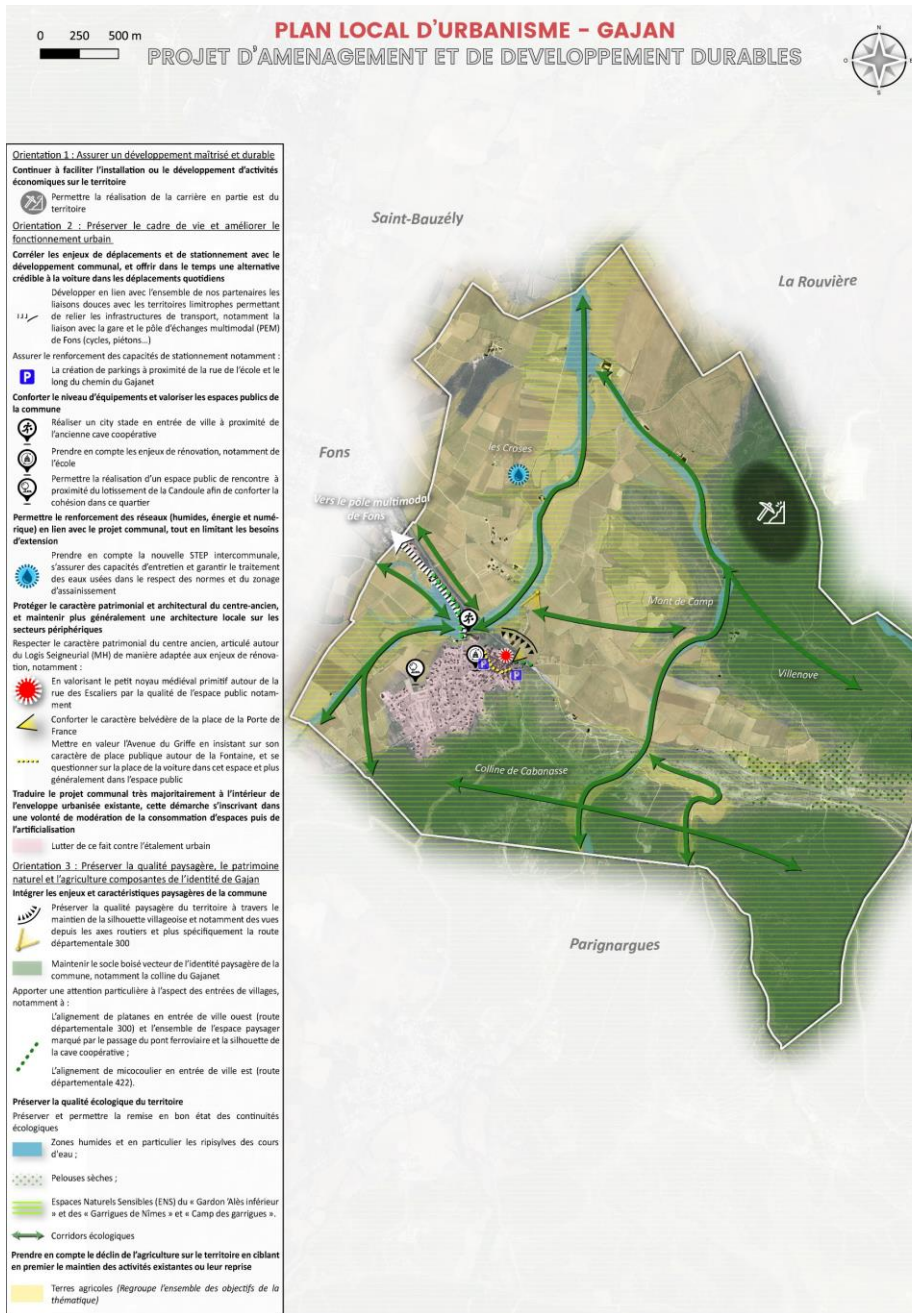 PLAN LOCAL D'URBANISME - GAJAN
PROJET D'AMENAGEMENT ET DE DEVELOPPEMENT DURABLES
0 250 500 m
N
O
E
S
Orientation 1 : Assurer un développement maîtrisé et durable
Continuer à faciliter l'installation ou le développement d'activités
économiques sur le territoire
Permettre la réalisation de la carrière en partie est du
territoire
Orientation 2 : Préserver le cadre de vie et améliorer le
fonctionnement urbain
Corréler les enjeux de déplacements et de stationnement avec le
développement communal, et offrir dans le temps une alternative
crédible à la voiture dans les déplacements quotidiens
Développer en lien avec l'ensemble de nos partenaires les
liaisons douces avec les territoires limitrophes permettant
de relier les infrastructures de transport, notamment la
liaison avec la gare et le pôle d'échanges multimodal (PEM)
de Fons (cycles, piétons...)
Assurer le renforcement des capacités de stationnement notamment :
P
La création de parkings à proximité de la rue de l'école et le
long du chemin du Gajanet
Conforter le niveau d'équipements et valoriser les espaces publics de
la commune
Réaliser un city stade en entrée de ville à proximité de
l'ancienne cave coopérative
Prendre en compte les enjeux de rénovation, notamment de
l'école
Permettre la réalisation d'un espace public de rencontre à
proximité du lotissement de la Candoule afin de conforter la
cohésion dans ce quartier
Permettre le renforcement des réseaux (humides, énergie et numé-
rique) en lien avec le projet communal, tout en limitant les besoins
d'extension
Prendre en compte la nouvelle STEP intercommunale,
s'assurer des capacités d'entretien et garantir le traitement
des eaux usées dans le respect des normes et du zonage
d'assainissement
Protéger le caractère patrimonial et architectural du centre-ancien,
et maintenir plus généralement une architecture locale sur les
secteurs périphériques
Respecter le caractère patrimonial du centre ancien, articulé autour
du Logis Seigneurial (MH) de manière adaptée aux enjeux de rénova-
tion, notamment :
En valorisant le petit noyau médiéval primitif autour de la
rue des Escaliers par la qualité de l'espace public notam-
ment
Conforter le caractère belvédère de la place de la Porte de
France
Mettre en valeur l'Avenue du Griffe en insistant sur son
caractère de place publique autour de la Fontaine, et se
questionner sur la place de la voiture dans cet espace et plus
généralement dans l'espace public
Traduire le projet communal très majoritairement à l'intérieur de
l'enveloppe urbanisée existante, cette démarche s'inscrivant dans
une volonté de modération de la consommation d'espaces puis de
l'artificialisation
Lutter de ce fait contre l'étalement urbain
Orientation 3 : Préserver la qualité paysagère, le patrimoine
naturel et l'agriculture composantes de l'identité de Gajan
Intégrer les enjeux et caractéristiques paysagères de la commune
Préserver la qualité paysagère du territoire à travers le
maintien de la silhouette villageoise et notamment des vues
depuis les axes routiers et plus spécifiquement la route
départementale 300
Maintenir le socle boisé vecteur de l'identité paysagère de la
commune, notamment la colline du Gajanet
Apporter une attention particulière à l'aspect des entrées de villages,
notamment à :
L'alignement de platanes en entrée de ville ouest (route
départementale 300) et l'ensemble de l'espace paysager
marqué par le passage du pont ferroviaire et la silhouette de
la cave coopérative ;
L'alignement de micocoulier en entrée de ville est (route
départementale 422).
Préserver la qualité écologique du territoire
Préserver et permettre la remise en bon état des continuités
écologiques
Zones humides et en particulier les ripisylves des cours
d'eau ;
Pelouses sèches ;
Espaces Naturels Sensibles (ENS) du « Gardon 'Alès inférieur
» et des « Garrigues de Nîmes » et « Camp des garrigues ».
Corridors écologiques
Prendre en compte le déclin de l'agriculture sur le territoire en ciblant
en premier le maintien des activités existantes ou leur reprise
Terres agricoles (Regroupe l'ensemble des objectifs de la
thématique)
Saint-Bauzély
La Rouvière
Fons
les Croses
Vers le pôle multimodal
de Fons
Mont de Camp
Villenove
P
P
Colline de Cabanasse
Parignargues